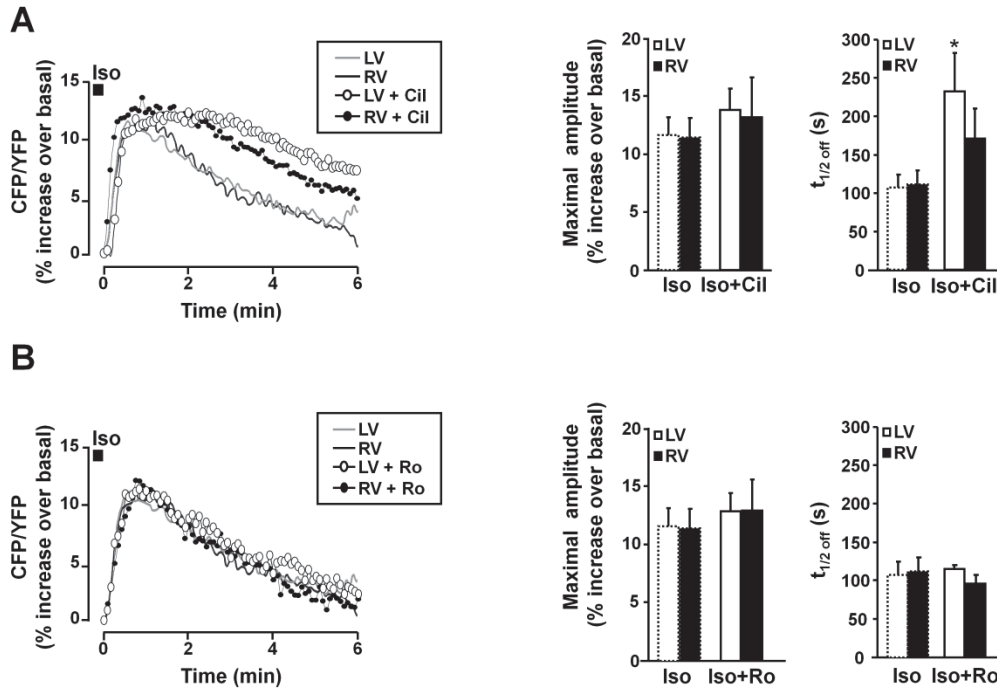 A
Iso
LV
RV
LV + Cil
RV + Cil
CFP/YFP
(% increase over basal)
15
10
5
0
0
2
4
6
Time (min)
Maximal amplitude
(% increase over basal)
20
15
10
5
0
LV
RV
Iso
Iso+Cil
t1/2 off (s)
300
250
200
150
100
50
0
LV
RV
*
Iso
Iso+Cil
B
Iso
LV
RV
LV + Ro
RV + Ro
CFP/YFP
(% increase over basal)
15
10
5
0
0
2
4
6
Time (min)
Maximal amplitude
(% increase over basal)
20
15
10
5
0
LV
RV
Iso
Iso+Ro
t1/2 off (s)
300
250
200
150
100
50
0
LV
RV
Iso
Iso+Ro